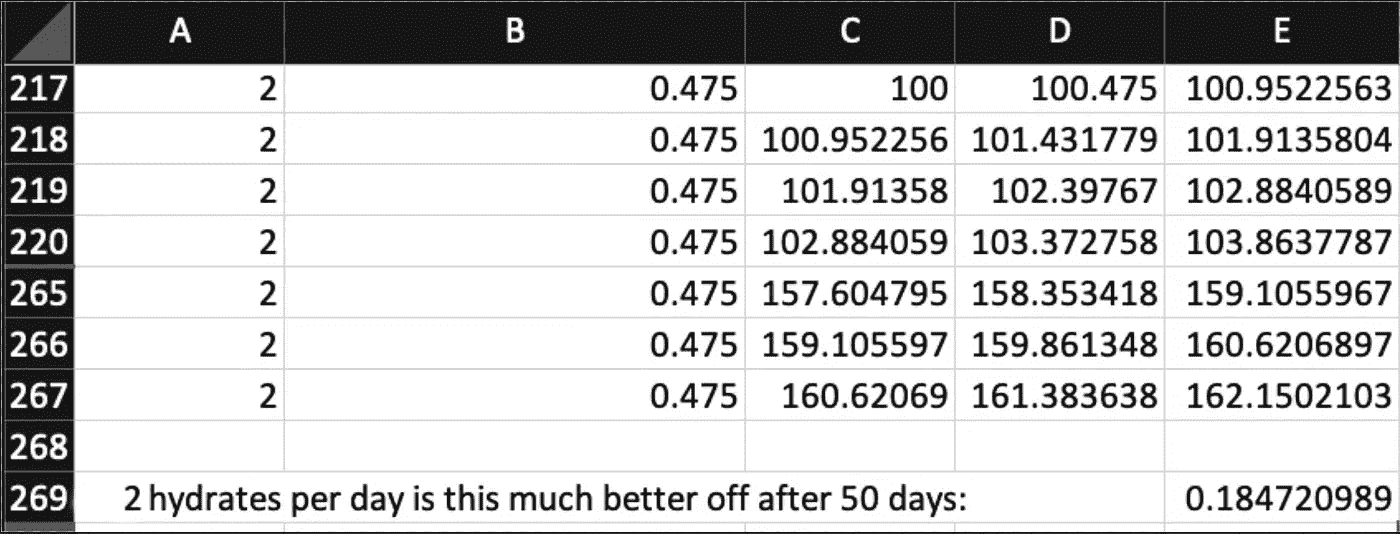 A B C D E
217 2 0.475 100 100.475 100.9522563
218 2 0.475 100.952256 101.431779 101.9135804
219 2 0.475 101.91358 102.39767 102.8840589
220 2 0.475 102.884059 103.372758 103.8637787
265 2 0.475 157.604795 158.353418 159.1055967
266 2 0.475 159.105597 159.861348 160.6206897
267 2 0.475 160.62069 161.383638 162.1502103
268
269 2 hydrates per day is this much better off after 50 days: 0.184720989